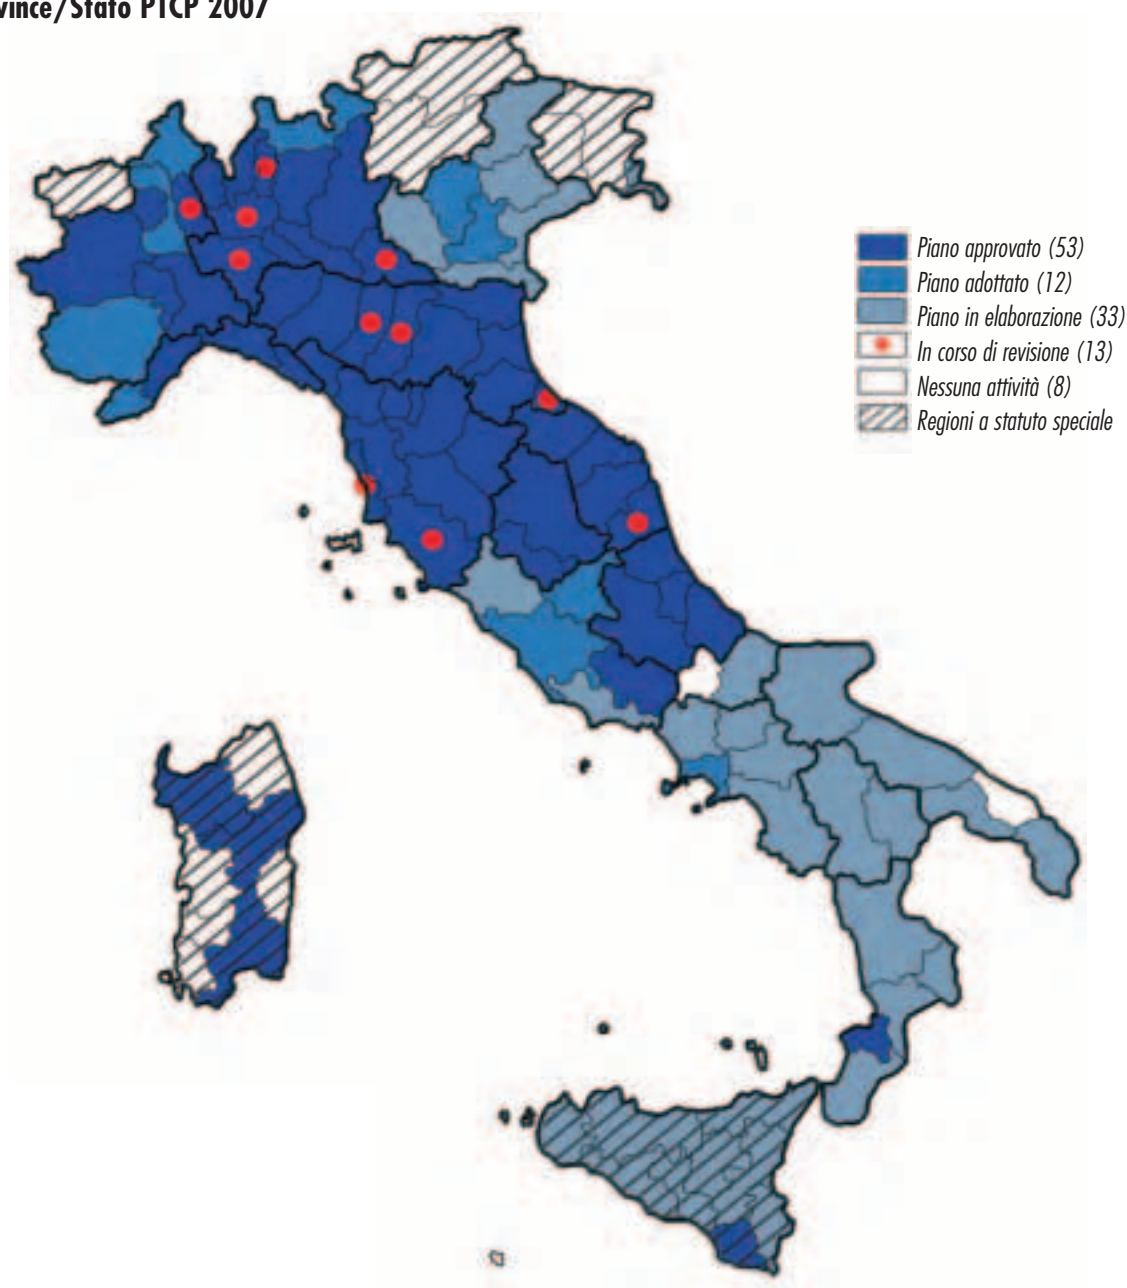 vince/Stato PTCP 2007
Piano approvato (53)
Piano adottato (12)
Piano in elaborazione (33)
In corso di revisione (13)
Nessuna attività (8)
Regioni a statuto speciale